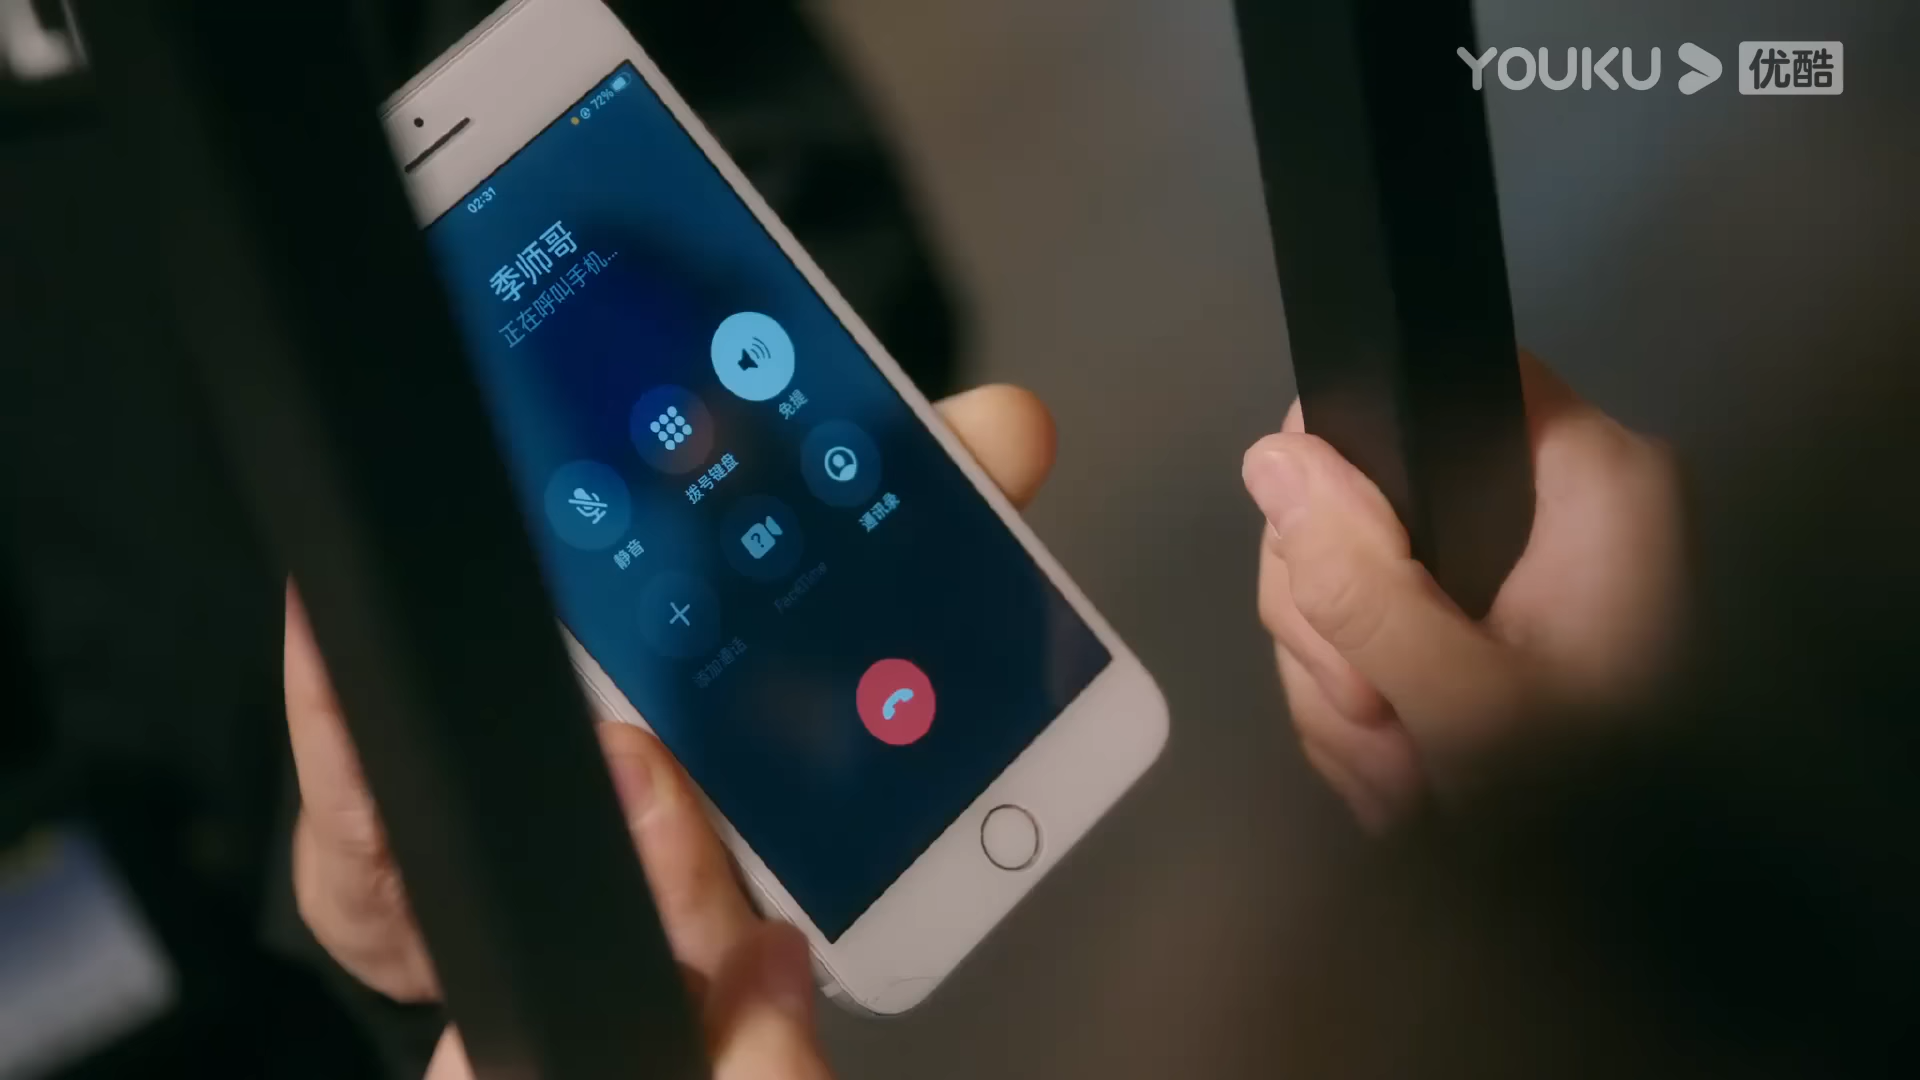 YOUKU 优酷
72%
02:31
季师哥
正在呼叫手机...
静音
拨号键盘
免提
添加通话
FaceTime
通讯录